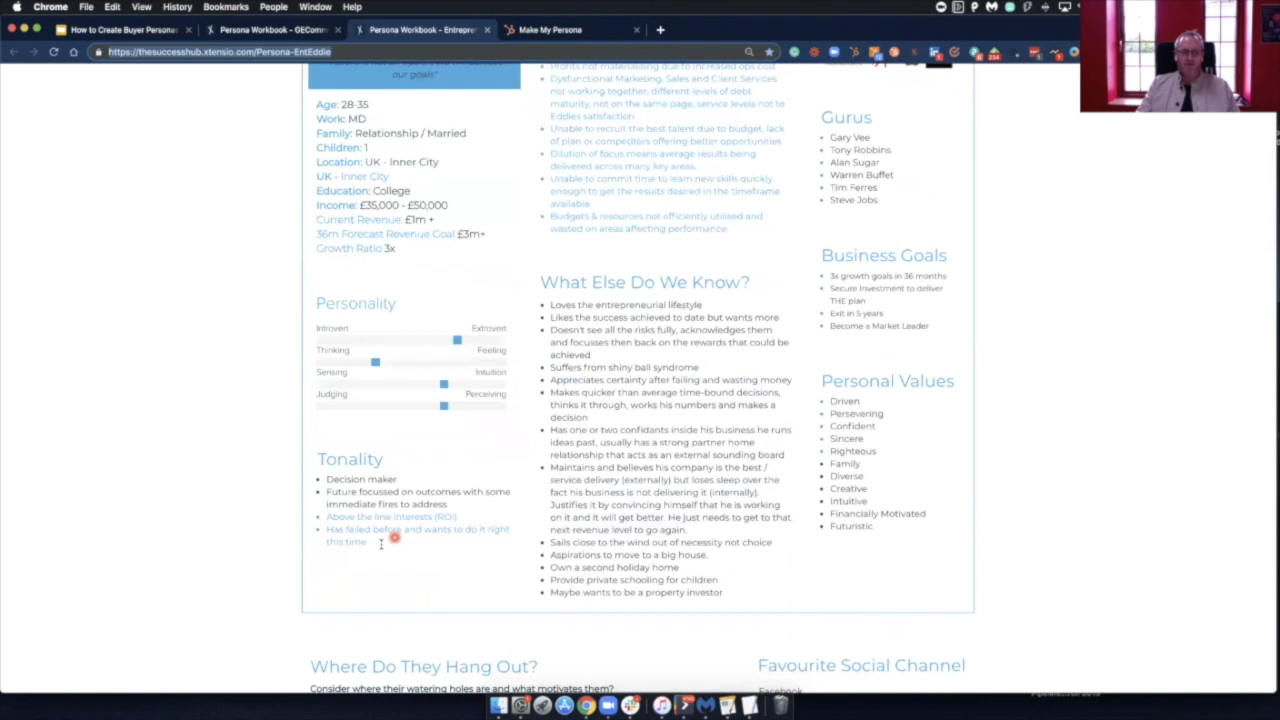 Chrome File Edit View History Bookmarks People Window Help
How to Create Buyer Persona
Persona Workbook - GEComm
Persona Workbook - Entrepre
Make My Persona
https://thesuccesshub.xtensio.com/Persona-EntEddie
our goals"
Age: 28-35
Work: MD
Family: Relationship / Married
Children: 1
Location: UK - Inner City
UK - Inner City
Education: College
Income: £35,000 - £50,000
Current Revenue: £1m +
36m Forecast Revenue Goal £3m+
Growth Ratio 3x
Personality
Introvert Extrovert
Thinking Feeling
Sensing Intuition
Judging Perceiving
Tonality
Decision maker
Future focussed on outcomes with some
immediate fires to address
Above the line interests (ROI)
Has failed before and wants to do it right
this time
Profits not materialising due to increased ops cost
Dysfunctional Marketing, Sales and Client Services
not working together, different levels of debt
maturity, not on the same page, service levels not to
Eddies satisfaction
Unable to recruit the best talent due to budget, lack
of plan or competitors offering better opportunities
Dilution of focus means average results being
delivered across many key areas.
Unable to commit time to learn new skills quickly
enough to get the results desired in the timeframe
available
Budgets & resources not efficiently utilised and
wasted on areas affecting performance.
What Else Do We Know?
Loves the entrepreneurial lifestyle
Likes the success achieved to date but wants more
Doesn't see all the risks fully, acknowledges them
and focusses then back on the rewards that could be
achieved
Suffers from shiny ball syndrome
Appreciates certainty after failing and wasting money
Makes quicker than average time-bound decisions,
thinks it through, works his numbers and makes a
decision
Has one or two confidants inside his business he runs
ideas past, usually has a strong partner home
relationship that acts as an external sounding board
Maintains and believes his company is the best /
service delivery (externally) but loses sleep over the
fact his business is not delivering it (internally).
Justifies it by convincing himself that he is working
on it and it will get better. He just needs to get to that
next revenue level to go again.
Sails close to the wind out of necessity not choice
Aspirations to move to a big house.
Own a second holiday home
Provide private schooling for children
Maybe wants to be a property investor
Gurus
Gary Vee
Tony Robbins
Alan Sugar
Warren Buffet
Tim Ferres
Steve Jobs
Business Goals
3x growth goals in 36 months
Secure Investment to deliver
THE plan
Exit in 5 years
Become a Market Leader
Personal Values
Driven
Persevering
Confident
Sincere
Righteous
Family
Diverse
Creative
Intuitive
Financially Motivated
Futuristic
Where Do They Hang Out?
Consider where their watering holes are and what motivates them?
Favourite Social Channel
Facebook